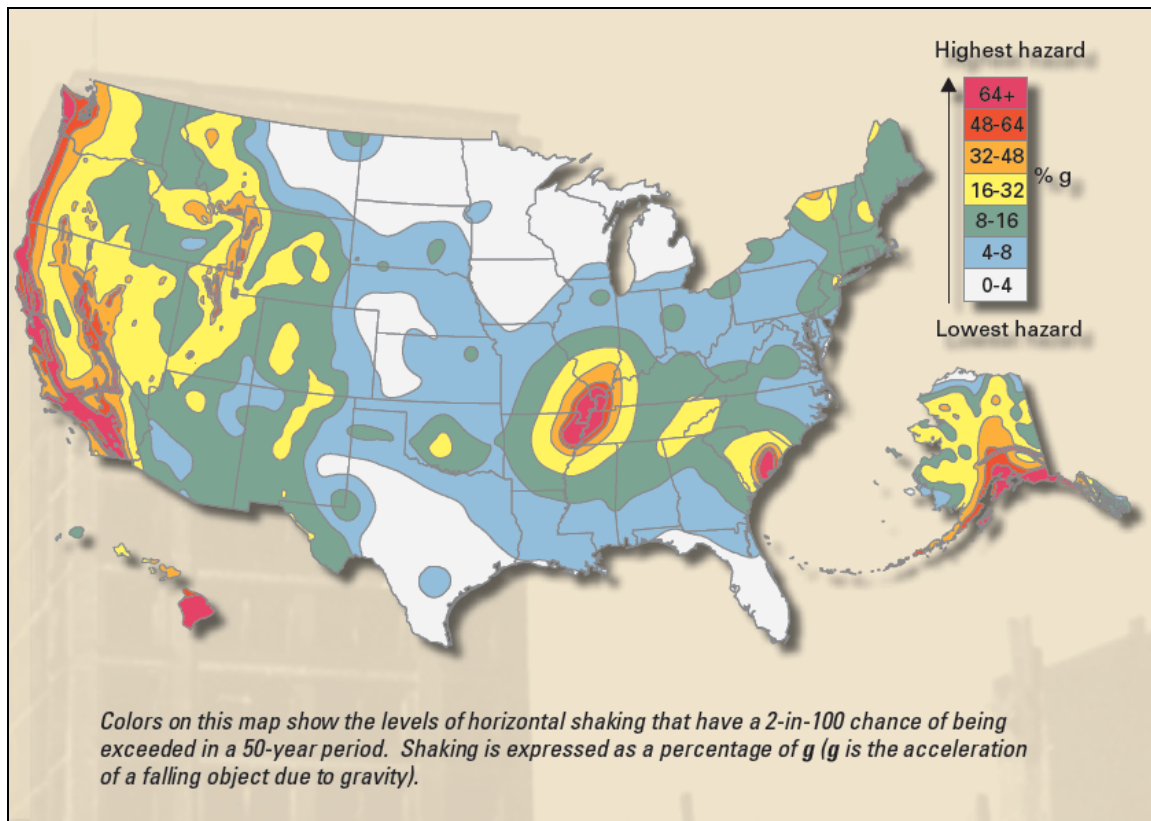 Highest hazard
64+
48-64
32-48
16-32
8-16
4-8
0-4
% g
Lowest hazard
Colors on this map show the levels of horizontal shaking that have a 2-in-100 chance of being
exceeded in a 50-year period. Shaking is expressed as a percentage of g (g is the acceleration
of a falling object due to gravity).